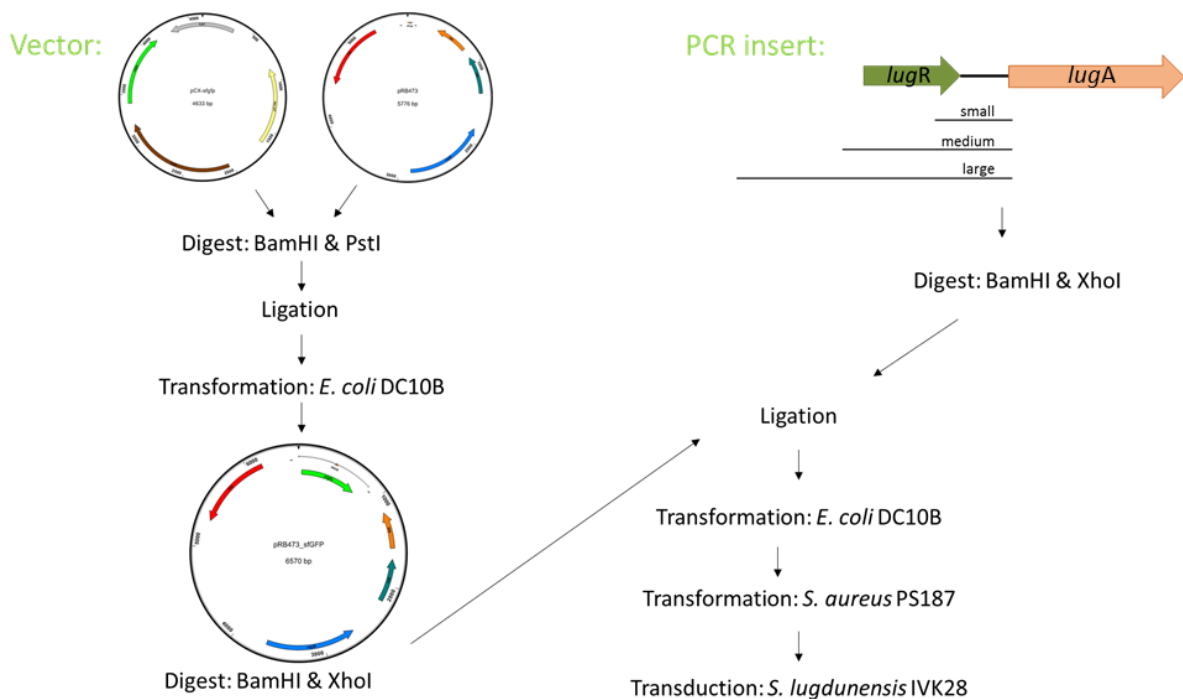 Vector:
pCX-sfgfp
4633 bp
pRB473
5776 bp
PCR insert:
lugR
lugA
small
medium
large
Digest: BamHI & PstI
Ligation
Transformation: E. coli DC10B
pRB473_sfGFP
6570 bp
Digest: BamHI & XhoI
Digest: BamHI & XhoI
Ligation
Transformation: E. coli DC10B
Transformation: S. aureus PS187
Transduction: S. lugdunensis IVK28